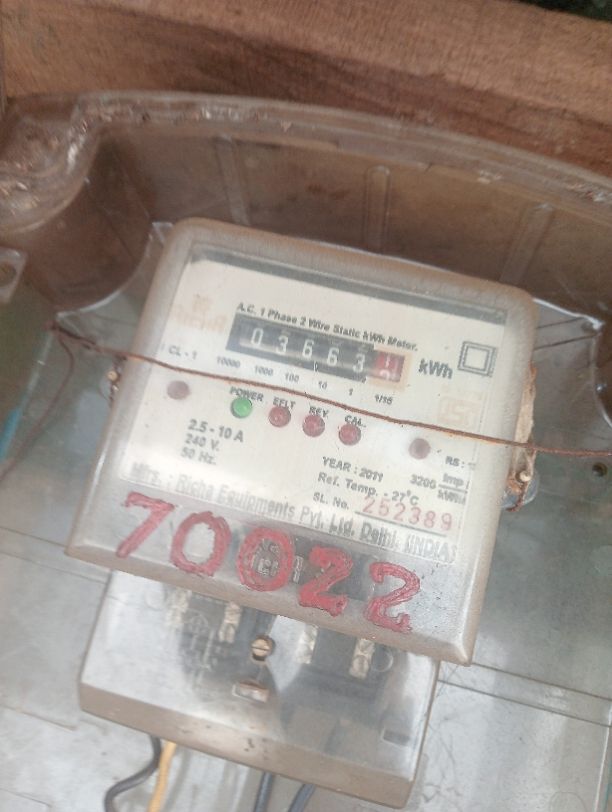 A.C. 1 Phase 2 Wire Static kWh Meter.
0 3 6 6 3
kWh
CL - 1
10000 1000 100 10 1 1/10
POWER EFLT REV. CAL.
2.5 - 10 A
240 V.
50 Hz.
YEAR : 2011
Ref. Temp. - 27°C
SL. No. 252389
RS :
3200 Imp / kWh
Mfrs. : Richa Equipments Pvt. Ltd. Delhi. (INDIA)
70022